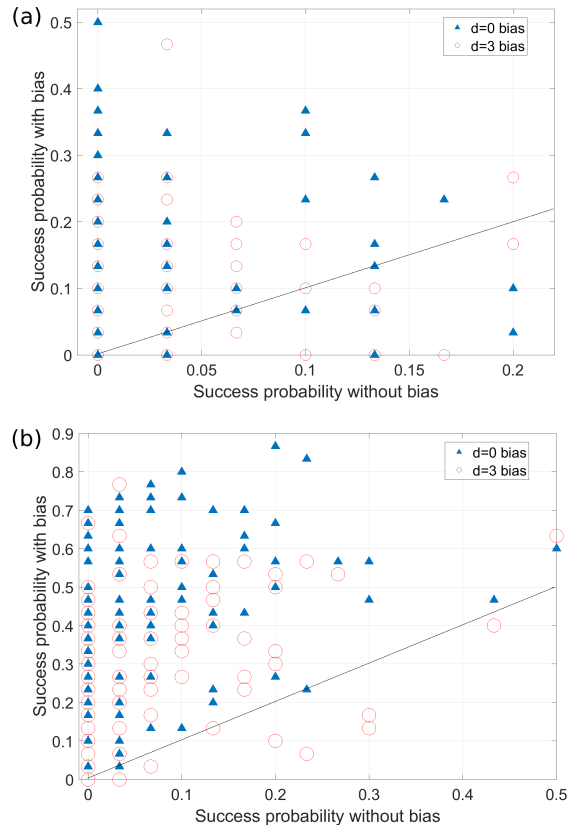 (a)
Success probability with bias
0.5
0.4
0.3
0.2
0.1
0
d=0 bias
d=3 bias
0 0.05 0.1 0.15 0.2
Success probability without bias
(b)
Success probability with bias
0.9
0.8
0.7
0.6
0.5
0.4
0.3
0.2
0.1
0
d=0 bias
d=3 bias
0 0.1 0.2 0.3 0.4 0.5
Success probability without bias